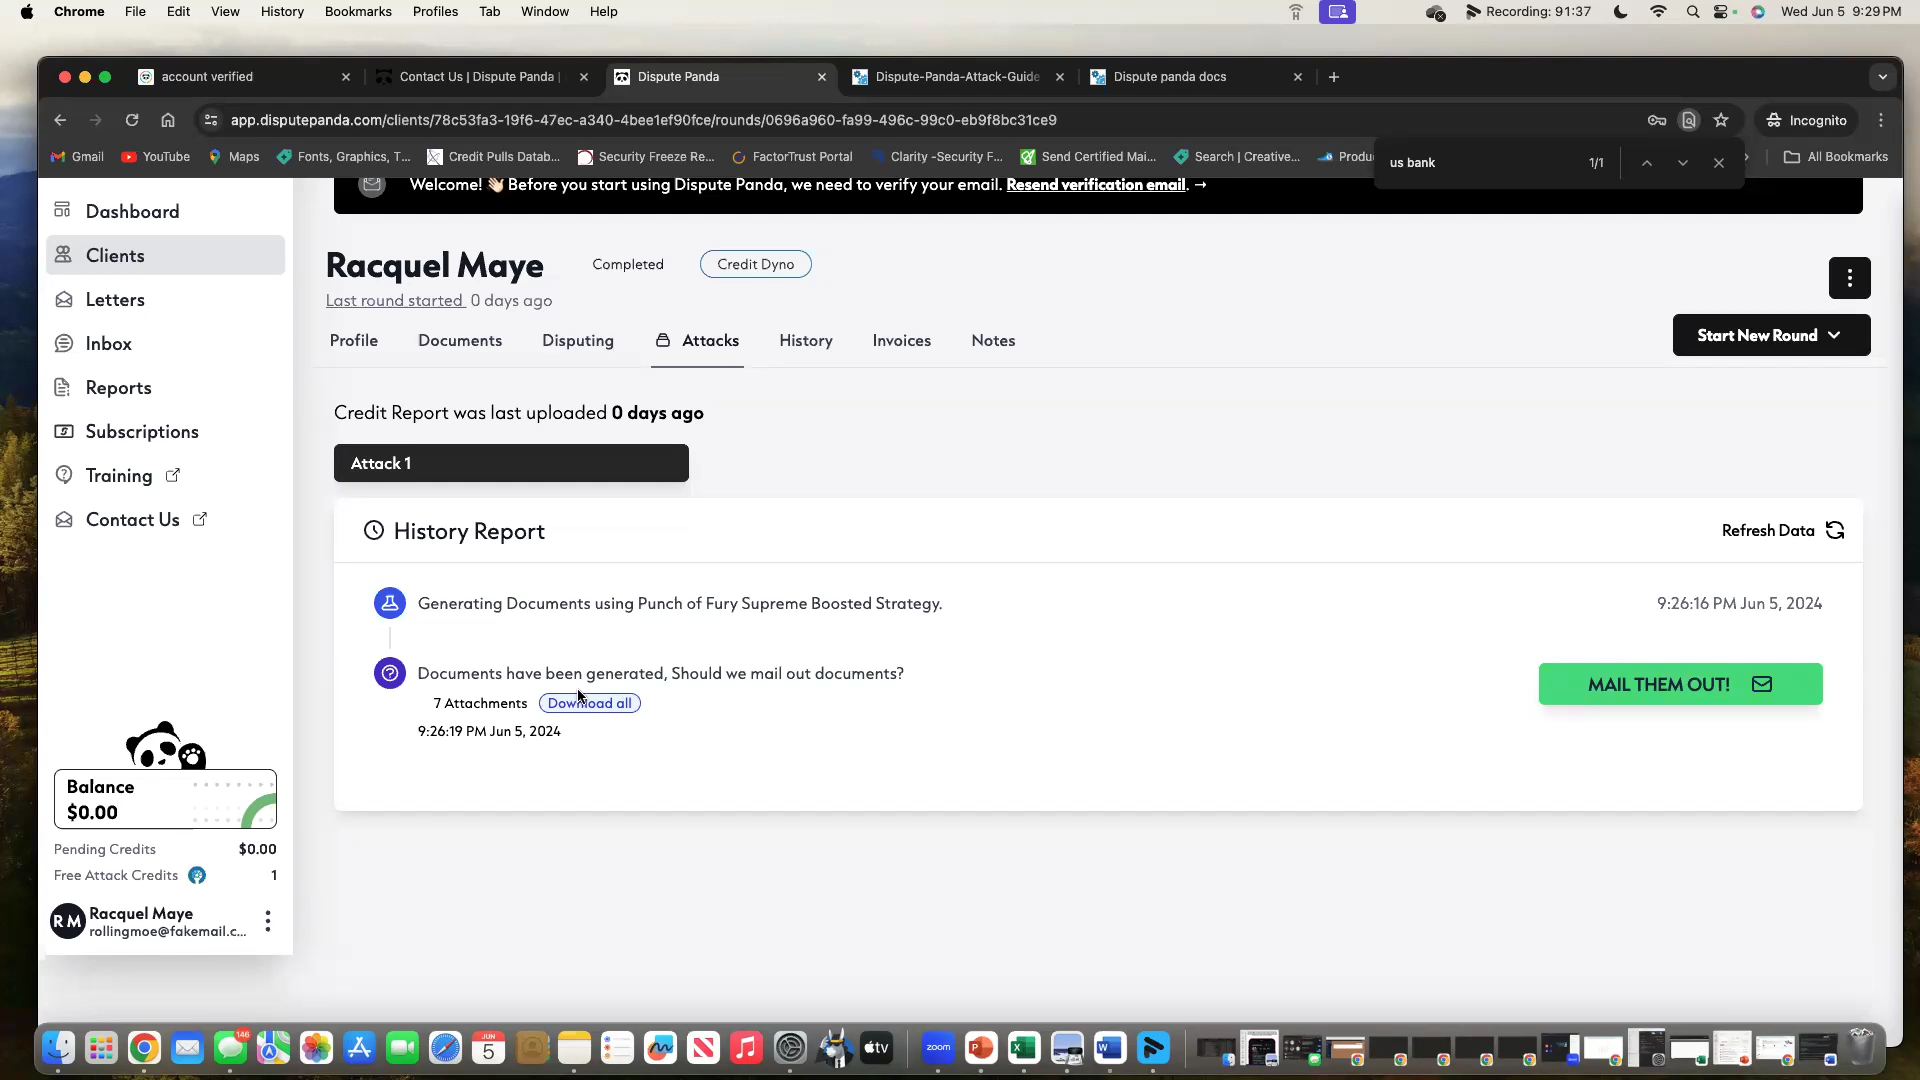 Chrome File Edit View History Bookmarks Profiles Tab Window Help Recording: 91:37 Wed Jun 5 9:29 PM
account verified Contact Us | Dispute Panda | Dispute Panda Dispute-Panda-Attack-Guide Dispute panda docs
app.disputepanda.com/clients/78c53fa3-19f6-47ec-a340-4bee1ef90fce/rounds/0696a960-fa99-496c-99c0-eb9f8bc31ce9 Incognito
Gmail YouTube Maps Fonts, Graphics, T... Credit Pulls Datab... Security Freeze Re... FactorTrust Portal Clarity -Security F... Send Certified Mai... Search | Creative... Produ All Bookmarks
us bank 1/1
Welcome! 👋🏻 Before you start using Dispute Panda, we need to verify your email. Resend verification email. →
Dashboard
Clients
Letters
Inbox
Reports
Subscriptions
Training
Contact Us
Balance
$0.00
Pending Credits $0.00
Free Attack Credits 1
RM Racquel Maye
rollingmoe@fakemail.c...
Racquel Maye Completed Credit Dyno
Last round started 0 days ago
Profile Documents Disputing Attacks History Invoices Notes
Start New Round
Credit Report was last uploaded 0 days ago
Attack 1
History Report Refresh Data
Generating Documents using Punch of Fury Supreme Boosted Strategy. 9:26:16 PM Jun 5, 2024
Documents have been generated, Should we mail out documents? MAIL THEM OUT!
7 Attachments Download all
9:26:19 PM Jun 5, 2024
146
JUN
5
zoom
tv